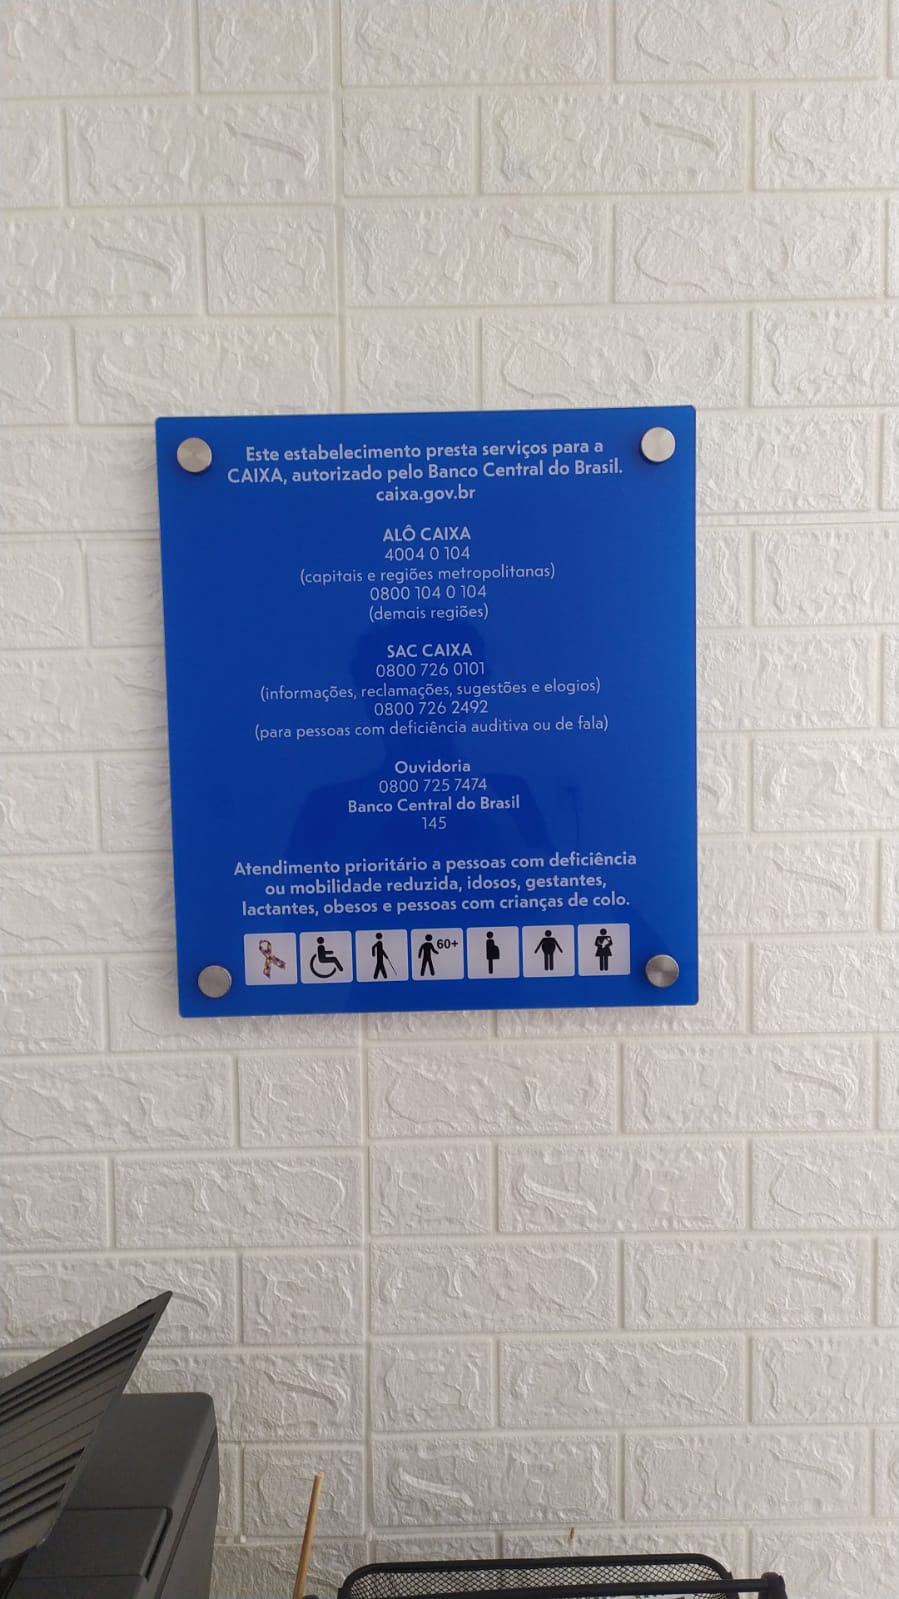 Este estabelecimento presta serviços para a
CAIXA, autorizado pelo Banco Central do Brasil.
caixa.gov.br
ALÔ CAIXA
4004 0 104
(capitais e regiões metropolitanas)
0800 104 0 104
(demais regiões)
SAC CAIXA
0800 726 0101
(informações, reclamações, sugestões e elogios)
0800 726 2492
(para pessoas com deficiência auditiva ou de fala)
Ouvidoria
0800 725 7474
Banco Central do Brasil
145
Atendimento prioritário a pessoas com deficiência
ou mobilidade reduzida, idosos, gestantes,
lactantes, obesos e pessoas com crianças de colo.
60+